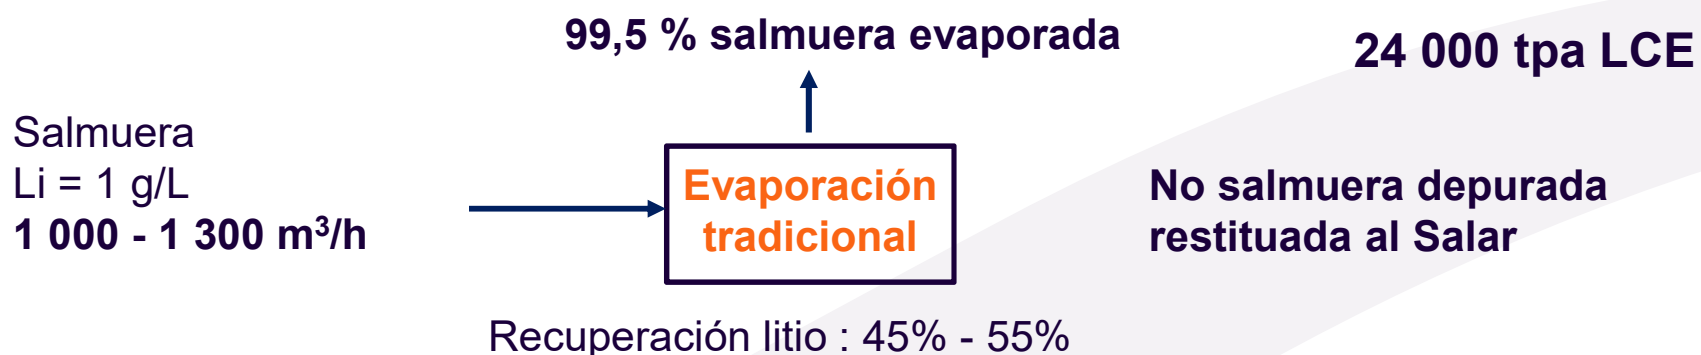 99,5 % salmuera evaporada
24 000 tpa LCE
Salmuera
Li = 1 g/L
1 000 - 1 300 m³/h
Evaporación
tradicional
No salmuera depurada
restituada al Salar
Recuperación litio : 45% - 55%